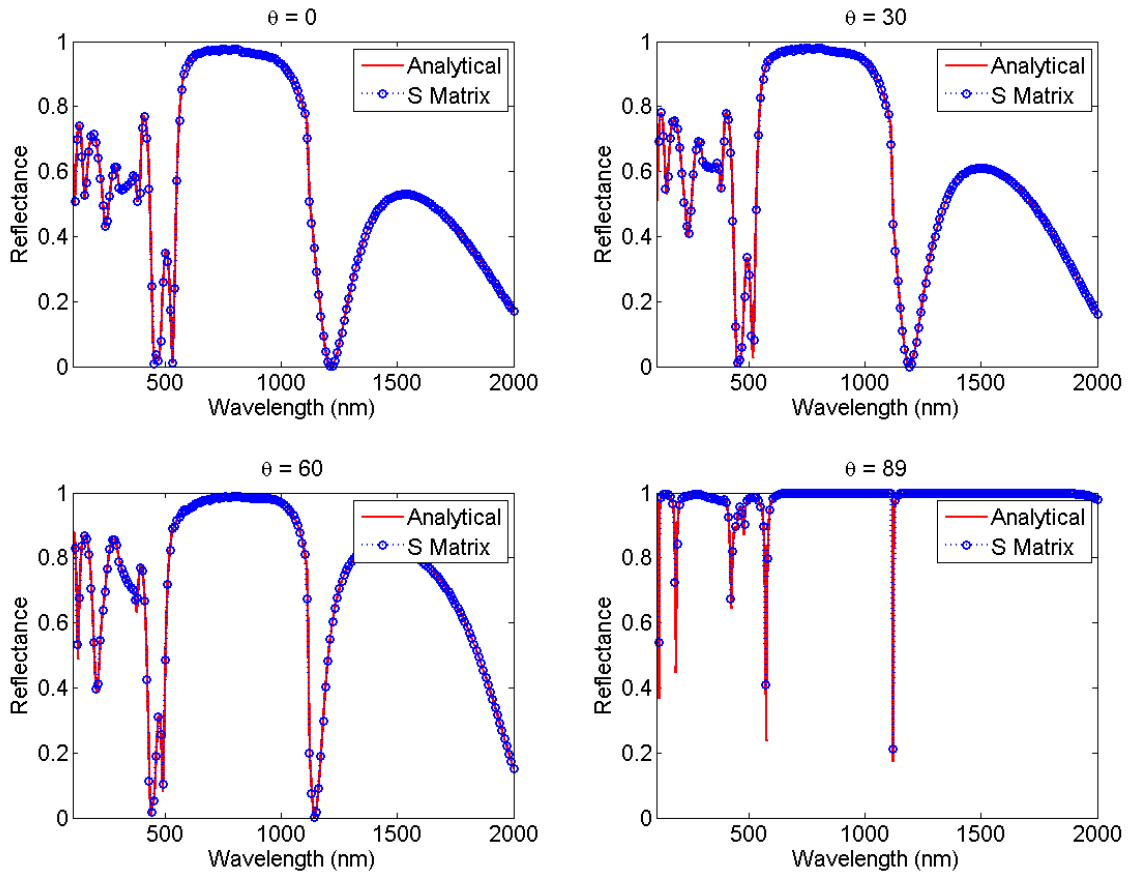 θ = 0
1
0.8
0.6
0.4
0.2
0
Reflectance
Analytical
S Matrix
500
1000
1500
2000
Wavelength (nm)
θ = 30
1
0.8
0.6
0.4
0.2
0
Reflectance
Analytical
S Matrix
500
1000
1500
2000
Wavelength (nm)
θ = 60
1
0.8
0.6
0.4
0.2
0
Reflectance
Analytical
S Matrix
500
1000
1500
2000
Wavelength (nm)
θ = 89
1
0.8
0.6
0.4
0.2
0
Reflectance
Analytical
S Matrix
500
1000
1500
2000
Wavelength (nm)